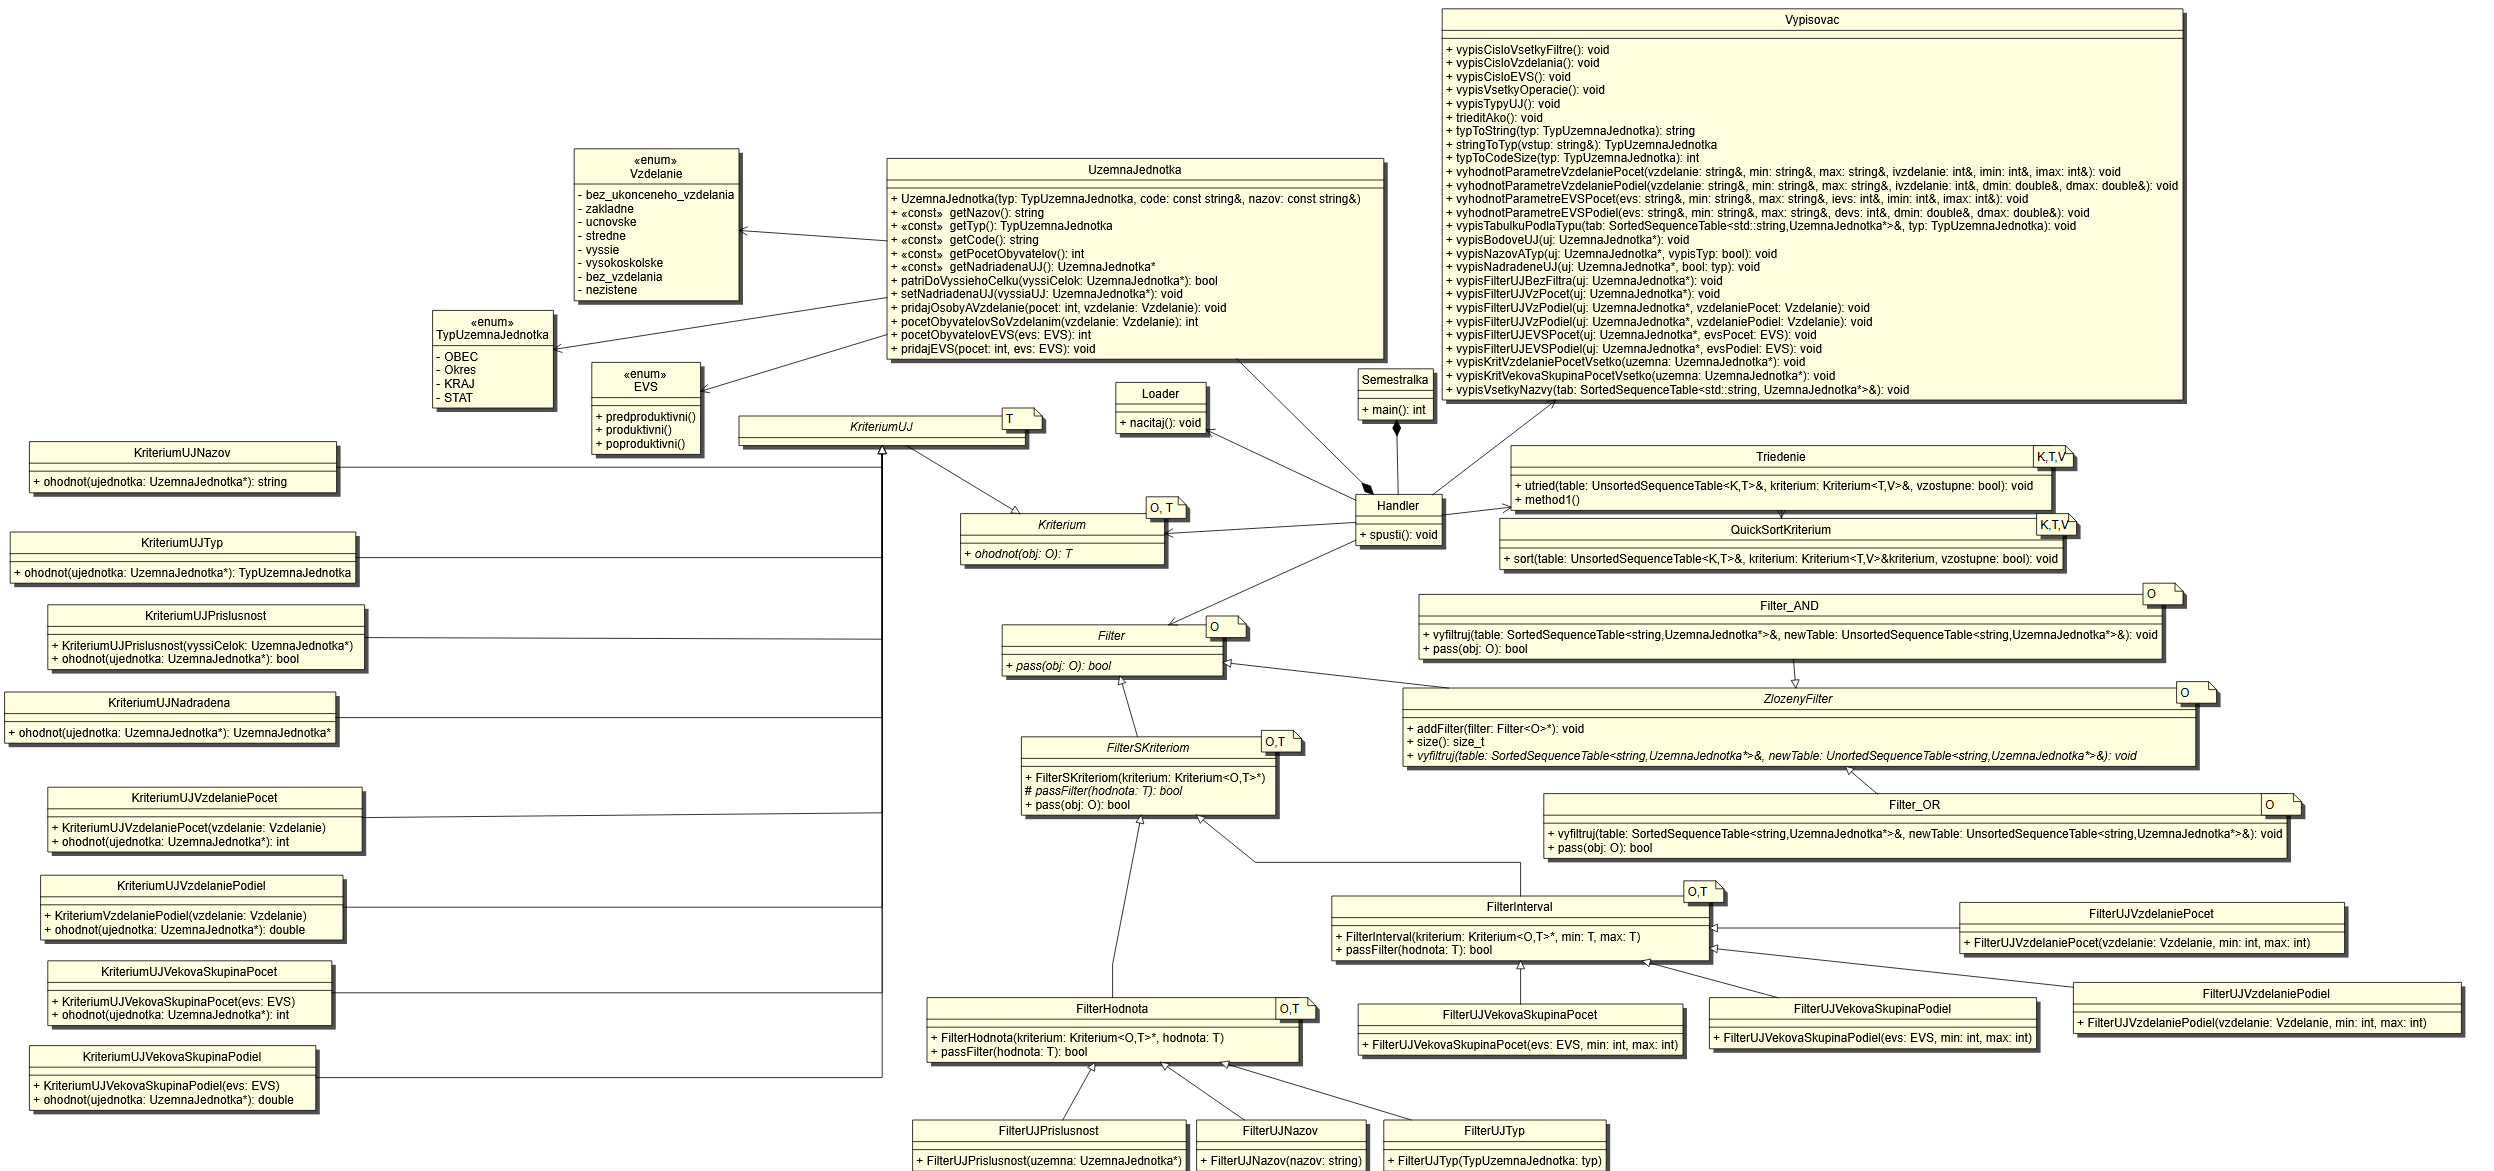 Vypisovac
+ vypisCisloVsetkyFiltre(): void
+ vypisCisloVzdelania(): void
+ vypisCisloEVS(): void
+ vypisVsetkyOperacie(): void
+ vypisTypyUJ(): void
+ trieditAko(): void
+ typToString(typ: TypUzemnaJednotka): string
+ stringToTyp(vstup: string&): TypUzemnaJednotka
+ typToCodeSize(typ: TypUzemnaJednotka): int
+ vyhodnotParametreVzdelaniePocet(vzdelanie: string&, min: string&, max: string&, ivzdelanie: int&, imin: int&, imax: int&): void
+ vyhodnotParametreVzdelaniePodiel(vzdelanie: string&, min: string&, max: string&, ivzdelanie: int&, dmin: double&, dmax: double&): void
+ vyhodnotParametreEVSPocet(evs: string&, min: string&, max: string&, ievs: int&, imin: int&, imax: int&): void
+ vyhodnotParametreEVSPodiel(evs: string&, min: string&, max: string&, devs: int&, dmin: double&, dmax: double&): void
+ vypisTabulkuPodlaTypu(tab: SortedSequenceTable<std::string,UzemnaJednotka*>&, typ: TypUzemnaJednotka): void
+ vypisBodoveUJ(uj: UzemnaJednotka*): void
+ vypisNazovATyp(uj: UzemnaJednotka*, vypisTyp: bool): void
+ vypisNadradeneUJ(uj: UzemnaJednotka*, bool: typ): void
+ vypisFilterUJBezFiltra(uj: UzemnaJednotka*): void
+ vypisFilterUJVzPocet(uj: UzemnaJednotka*): void
+ vypisFilterUJVzPodiel(uj: UzemnaJednotka*, vzdelaniePocet: Vzdelanie): void
+ vypisFilterUJVzPodiel(uj: UzemnaJednotka*, vzdelaniePodiel: Vzdelanie): void
+ vypisFilterUJEVSPocet(uj: UzemnaJednotka*, evsPocet: EVS): void
+ vypisFilterUJEVSPodiel(uj: UzemnaJednotka*, evsPodiel: EVS): void
+ vypisKritVzdelaniePocetVsetko(uzemna: UzemnaJednotka*): void
+ vypisKritVekovaSkupinaPocetVsetko(uzemna: UzemnaJednotka*): void
+ vypisVsetkyNazvy(tab: SortedSequenceTable<std::string, UzemnaJednotka*>&): void
«enum»
Vzdelanie
- bez_ukonceneho_vzdelania
- zakladne
- ucnovske
- stredne
- vyssie
- vysokoskolske
- bez_vzdelania
- nezistene
UzemnaJednotka
+ UzemnaJednotka(typ: TypUzemnaJednotka, code: const string&, nazov: const string&)
+ «const» getNazov(): string
+ «const» getTyp(): TypUzemnaJednotka
+ «const» getCode(): string
+ «const» getPocetObyvatelov(): int
+ «const» getNadriadenaUJ(): UzemnaJednotka*
+ patriDoVyssiehoCelku(vyssiCelok: UzemnaJednotka*): bool
+ setNadriadenaUJ(vyssiaUJ: UzemnaJednotka*): void
+ pridajOsobyAVzdelanie(pocet: int, vzdelanie: Vzdelanie): void
+ pocetObyvatelovSoVzdelanim(vzdelanie: Vzdelanie): int
+ pocetObyvatelovEVS(evs: EVS): int
+ pridajEVS(pocet: int, evs: EVS): void
«enum»
TypUzemnaJednotka
- OBEC
- Okres
- KRAJ
- STAT
«enum»
EVS
+ predproduktivni()
+ produktivni()
+ poproduktivni()
Loader
+ nacitaj(): void
Semestralka
+ main(): int
KriteriumUJ
T
KriteriumUJNazov
+ ohodnot(ujednotka: UzemnaJednotka*): string
Triedenie
K,T,V
+ utried(table: UnsortedSequenceTable<K,T>&, kriterium: Kriterium<T,V>&, vzostupne: bool): void
+ method1()
Handler
+ spusti(): void
Kriterium
O, T
+ ohodnot(obj: O): T
QuickSortKriterium
K,T,V
+ sort(table: UnsortedSequenceTable<K,T>&, kriterium: Kriterium<T,V>&kriterium, vzostupne: bool): void
KriteriumUJTyp
+ ohodnot(ujednotka: UzemnaJednotka*): TypUzemnaJednotka
KriteriumUJPrislusnost
+ KriteriumUJPrislusnost(vyssiCelok: UzemnaJednotka*)
+ ohodnot(ujednotka: UzemnaJednotka*): bool
Filter
O
+ pass(obj: O): bool
Filter_AND
O
+ vyfiltruj(table: SortedSequenceTable<string,UzemnaJednotka*>&, newTable: UnsortedSequenceTable<string,UzemnaJednotka*>&): void
+ pass(obj: O): bool
KriteriumUJNadradena
+ ohodnot(ujednotka: UzemnaJednotka*): UzemnaJednotka*
ZlozenyFilter
O
+ addFilter(filter: Filter<O>*): void
+ size(): size_t
+ vyfiltruj(table: SortedSequenceTable<string,UzemnaJednotka*>&, newTable: UnortedSequenceTable<string,UzemnaJednotka*>&): void
FilterSKriteriom
O,T
+ FilterSKriteriom(kriterium: Kriterium<O,T>*)
# passFilter(hodnota: T): bool
+ pass(obj: O): bool
KriteriumUJVzdelaniePocet
+ KriteriumUJVzdelaniePocet(vzdelanie: Vzdelanie)
+ ohodnot(ujednotka: UzemnaJednotka*): int
Filter_OR
O
+ vyfiltruj(table: SortedSequenceTable<string,UzemnaJednotka*>&, newTable: UnsortedSequenceTable<string,UzemnaJednotka*>&): void
+ pass(obj: O): bool
KriteriumUJVzdelaniePodiel
+ KriteriumVzdelaniePodiel(vzdelanie: Vzdelanie)
+ ohodnot(ujednotka: UzemnaJednotka*): double
FilterInterval
O,T
+ FilterInterval(kriterium: Kriterium<O,T>*, min: T, max: T)
+ passFilter(hodnota: T): bool
FilterUJVzdelaniePocet
+ FilterUJVzdelaniePocet(vzdelanie: Vzdelanie, min: int, max: int)
KriteriumUJVekovaSkupinaPocet
+ KriteriumUJVekovaSkupinaPocet(evs: EVS)
+ ohodnot(ujednotka: UzemnaJednotka*): int
FilterHodnota
O,T
+ FilterHodnota(kriterium: Kriterium<O,T>*, hodnota: T)
+ passFilter(hodnota: T): bool
FilterUJVekovaSkupinaPocet
+ FilterUJVekovaSkupinaPocet(evs: EVS, min: int, max: int)
FilterUJVekovaSkupinaPodiel
+ FilterUJVekovaSkupinaPodiel(evs: EVS, min: int, max: int)
FilterUJVzdelaniePodiel
+ FilterUJVzdelaniePodiel(vzdelanie: Vzdelanie, min: int, max: int)
KriteriumUJVekovaSkupinaPodiel
+ KriteriumUJVekovaSkupinaPodiel(evs: EVS)
+ ohodnot(ujednotka: UzemnaJednotka*): double
FilterUJPrislusnost
+ FilterUJPrislusnost(uzemna: UzemnaJednotka*)
FilterUJNazov
+ FilterUJNazov(nazov: string)
FilterUJTyp
+ FilterUJTyp(TypUzemnaJednotka: typ)